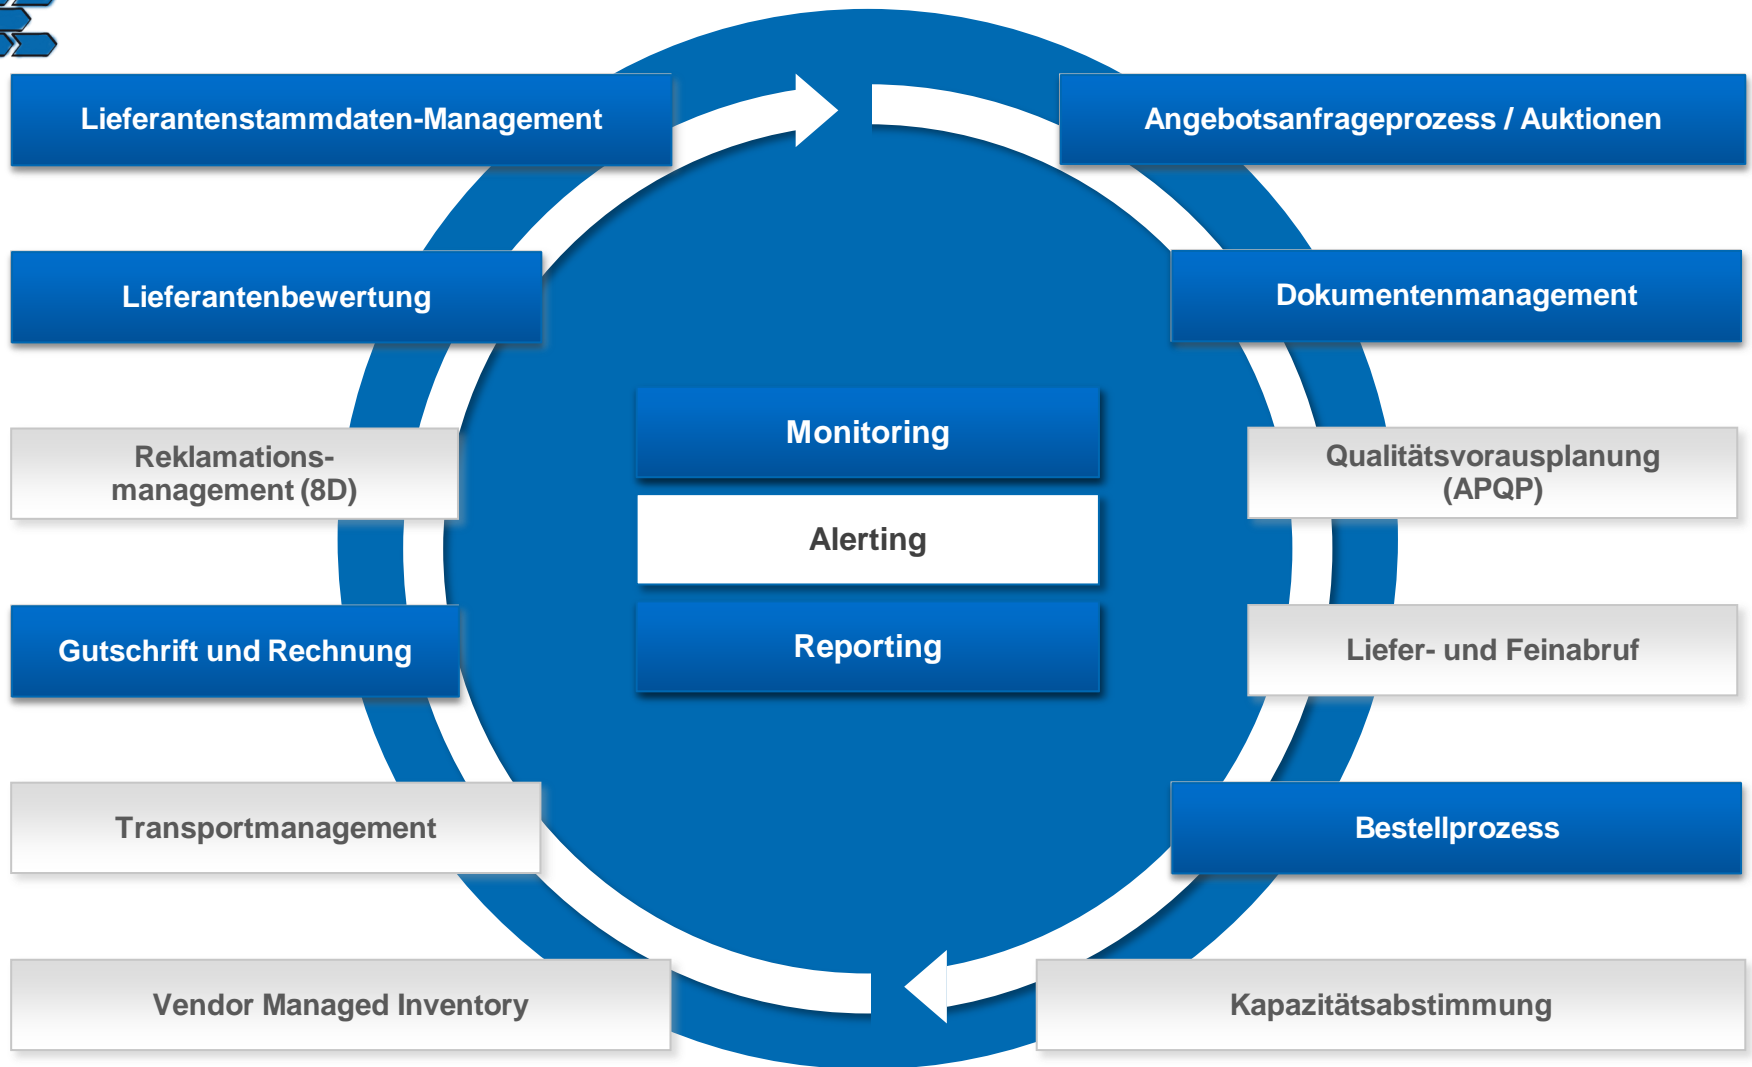 Lieferantenstammdaten-Management
Angebotsanfrageprozess / Auktionen
Lieferantenbewertung
Dokumentenmanagement
Monitoring
Reklamations-
management (8D)
Qualitätsvorausplanung
(APQP)
Alerting
Gutschrift und Rechnung
Reporting
Liefer- und Feinabruf
Transportmanagement
Bestellprozess
Vendor Managed Inventory
Kapazitätsabstimmung